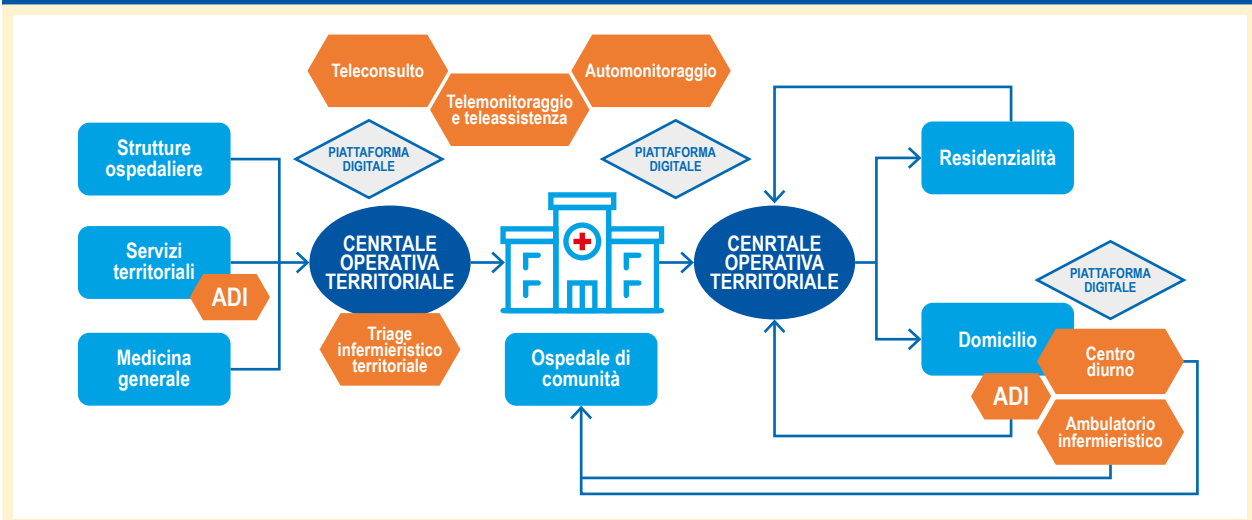 Teleconsulto
Automonitoraggio
Telemonitoraggio
e teleassistenza
Strutture
ospedaliere
PIATTAFORMA
DIGITALE
PIATTAFORMA
DIGITALE
Residenzialità
Servizi
territoriali
ADI
CENRTALE
OPERATIVA
TERRITORIALE
CENRTALE
OPERATIVA
TERRITORIALE
PIATTAFORMA
DIGITALE
Medicina
generale
Triage
infermieristico
territoriale
Ospedale di
comunità
Domicilio
Centro
diurno
ADI
Ambulatorio
infermieristico